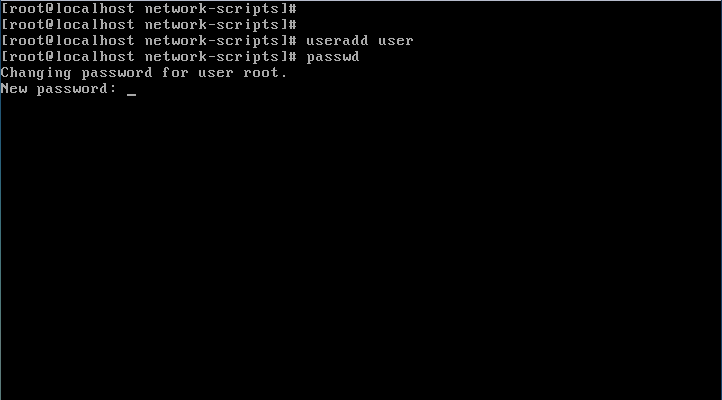 [root@localhost network-scripts]#
[root@localhost network-scripts]#
[root@localhost network-scripts]# useradd user
[root@localhost network-scripts]# passwd
Changing password for user root.
New password: _